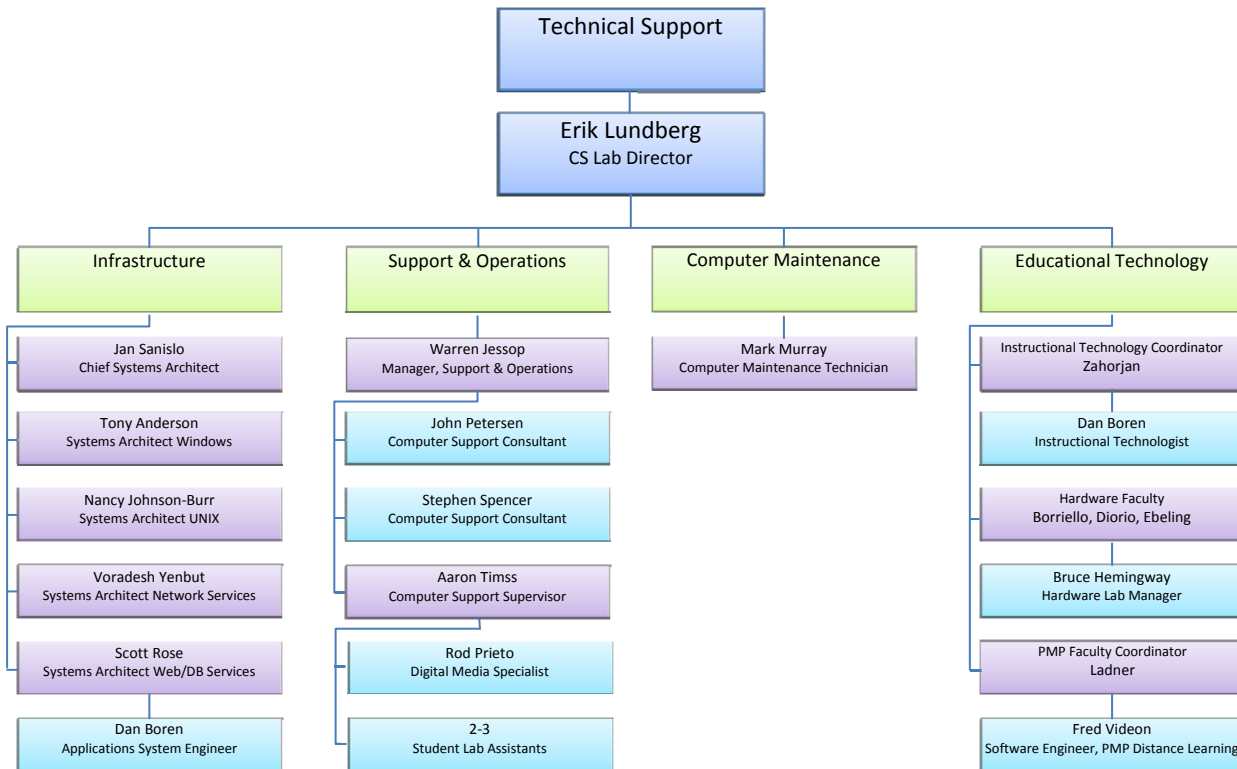 Technical Support
Erik Lundberg
CS Lab Director
Infrastructure
Support & Operations
Computer Maintenance
Educational Technology
Jan Sanislo
Chief Systems Architect
Tony Anderson
Systems Architect Windows
Nancy Johnson-Burr
Systems Architect UNIX
Voradesh Yenbut
Systems Architect Network Services
Scott Rose
Systems Architect Web/DB Services
Dan Boren
Applications System Engineer
Warren Jessop
Manager, Support & Operations
John Petersen
Computer Support Consultant
Stephen Spencer
Computer Support Consultant
Aaron Timss
Computer Support Supervisor
Rod Prieto
Digital Media Specialist
2-3
Student Lab Assistants
Mark Murray
Computer Maintenance Technician
Instructional Technology Coordinator
Zahorjan
Dan Boren
Instructional Technologist
Hardware Faculty
Borriello, Diorio, Ebeling
Bruce Hemingway
Hardware Lab Manager
PMP Faculty Coordinator
Ladner
Fred Videon
Software Engineer, PMP Distance Learning